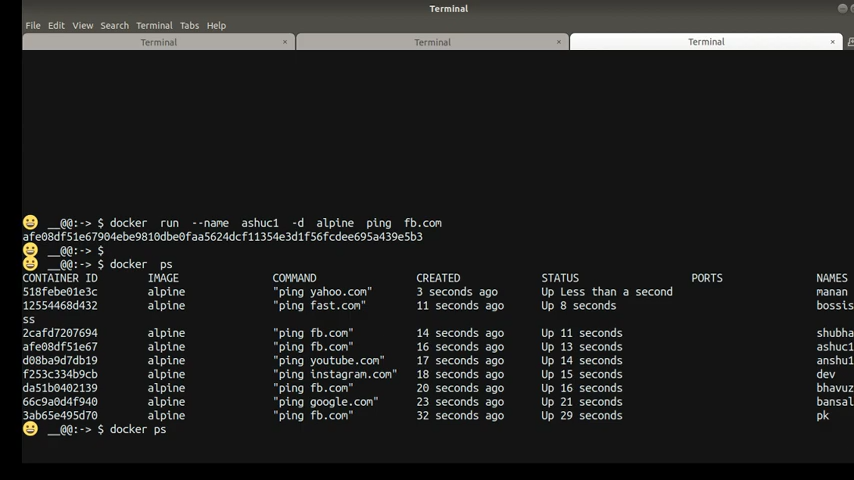 Terminal
File Edit View Search Terminal Tabs Help
Terminal × Terminal × Terminal ×
__@@:-> $ docker run --name ashuc1 -d alpine ping fb.com
afe08df51e67904ebe9810dbe0faa5624dcf11354e3d1f56fcdee695a439e5b3
__@@:-> $
__@@:-> $ docker ps
CONTAINER ID IMAGE COMMAND CREATED STATUS PORTS NAMES
518febe01e3c alpine "ping yahoo.com" 3 seconds ago Up Less than a second manan
12554468d432 alpine "ping fast.com" 11 seconds ago Up 8 seconds bossis
ss
2cafd7207694 alpine "ping fb.com" 14 seconds ago Up 11 seconds shubha
afe08df51e67 alpine "ping fb.com" 16 seconds ago Up 13 seconds ashuc1
d08ba9d7db19 alpine "ping youtube.com" 17 seconds ago Up 14 seconds anshu1
f253c334b9cb alpine "ping instagram.com" 18 seconds ago Up 15 seconds dev
da51b0402139 alpine "ping fb.com" 20 seconds ago Up 16 seconds bhavuz
66c9a0d4f940 alpine "ping google.com" 23 seconds ago Up 21 seconds bansal
3ab65e495d70 alpine "ping fb.com" 32 seconds ago Up 29 seconds pk
__@@:-> $ docker ps